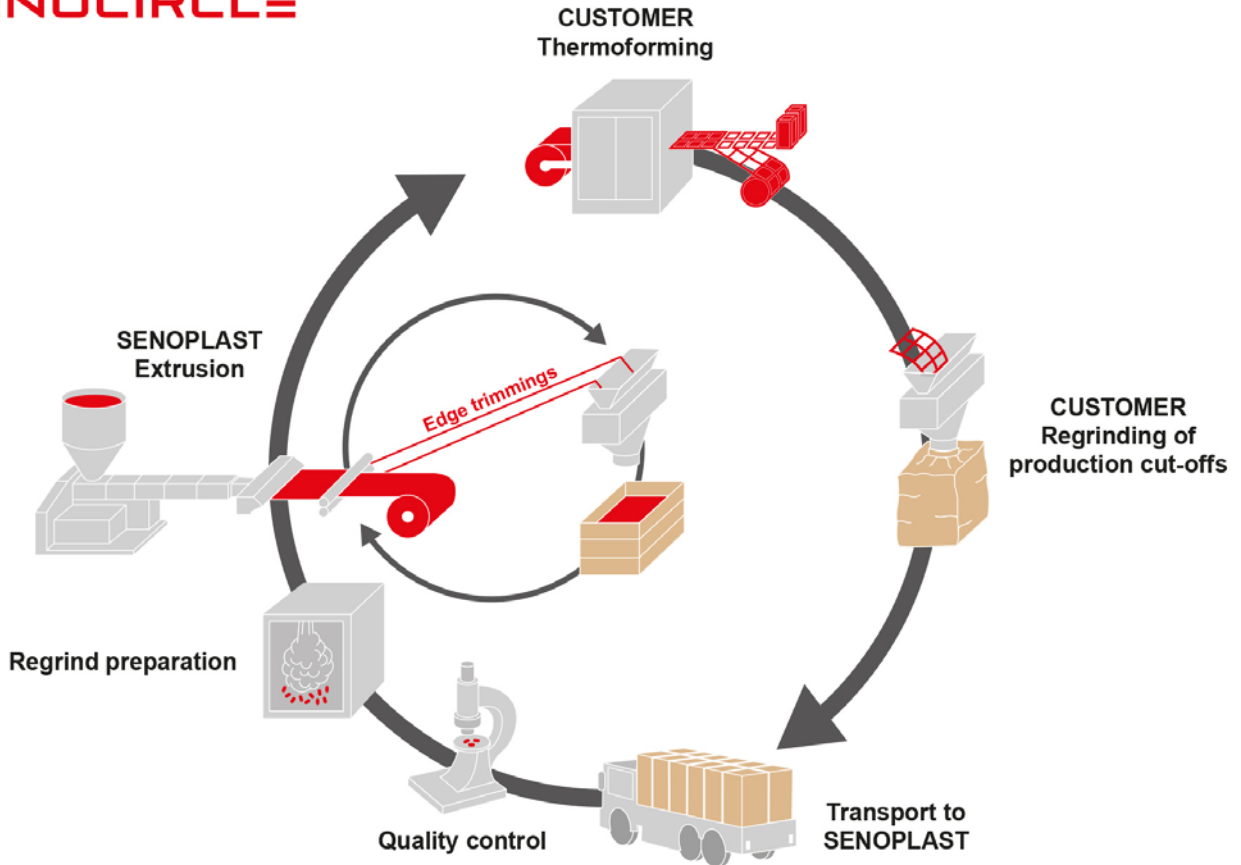 CUSTOMER
Thermoforming
SENOPLAST
Extrusion
Edge trimmings
CUSTOMER
Regrinding of
production cut-offs
Regrind preparation
Quality control
Transport to
SENOPLAST